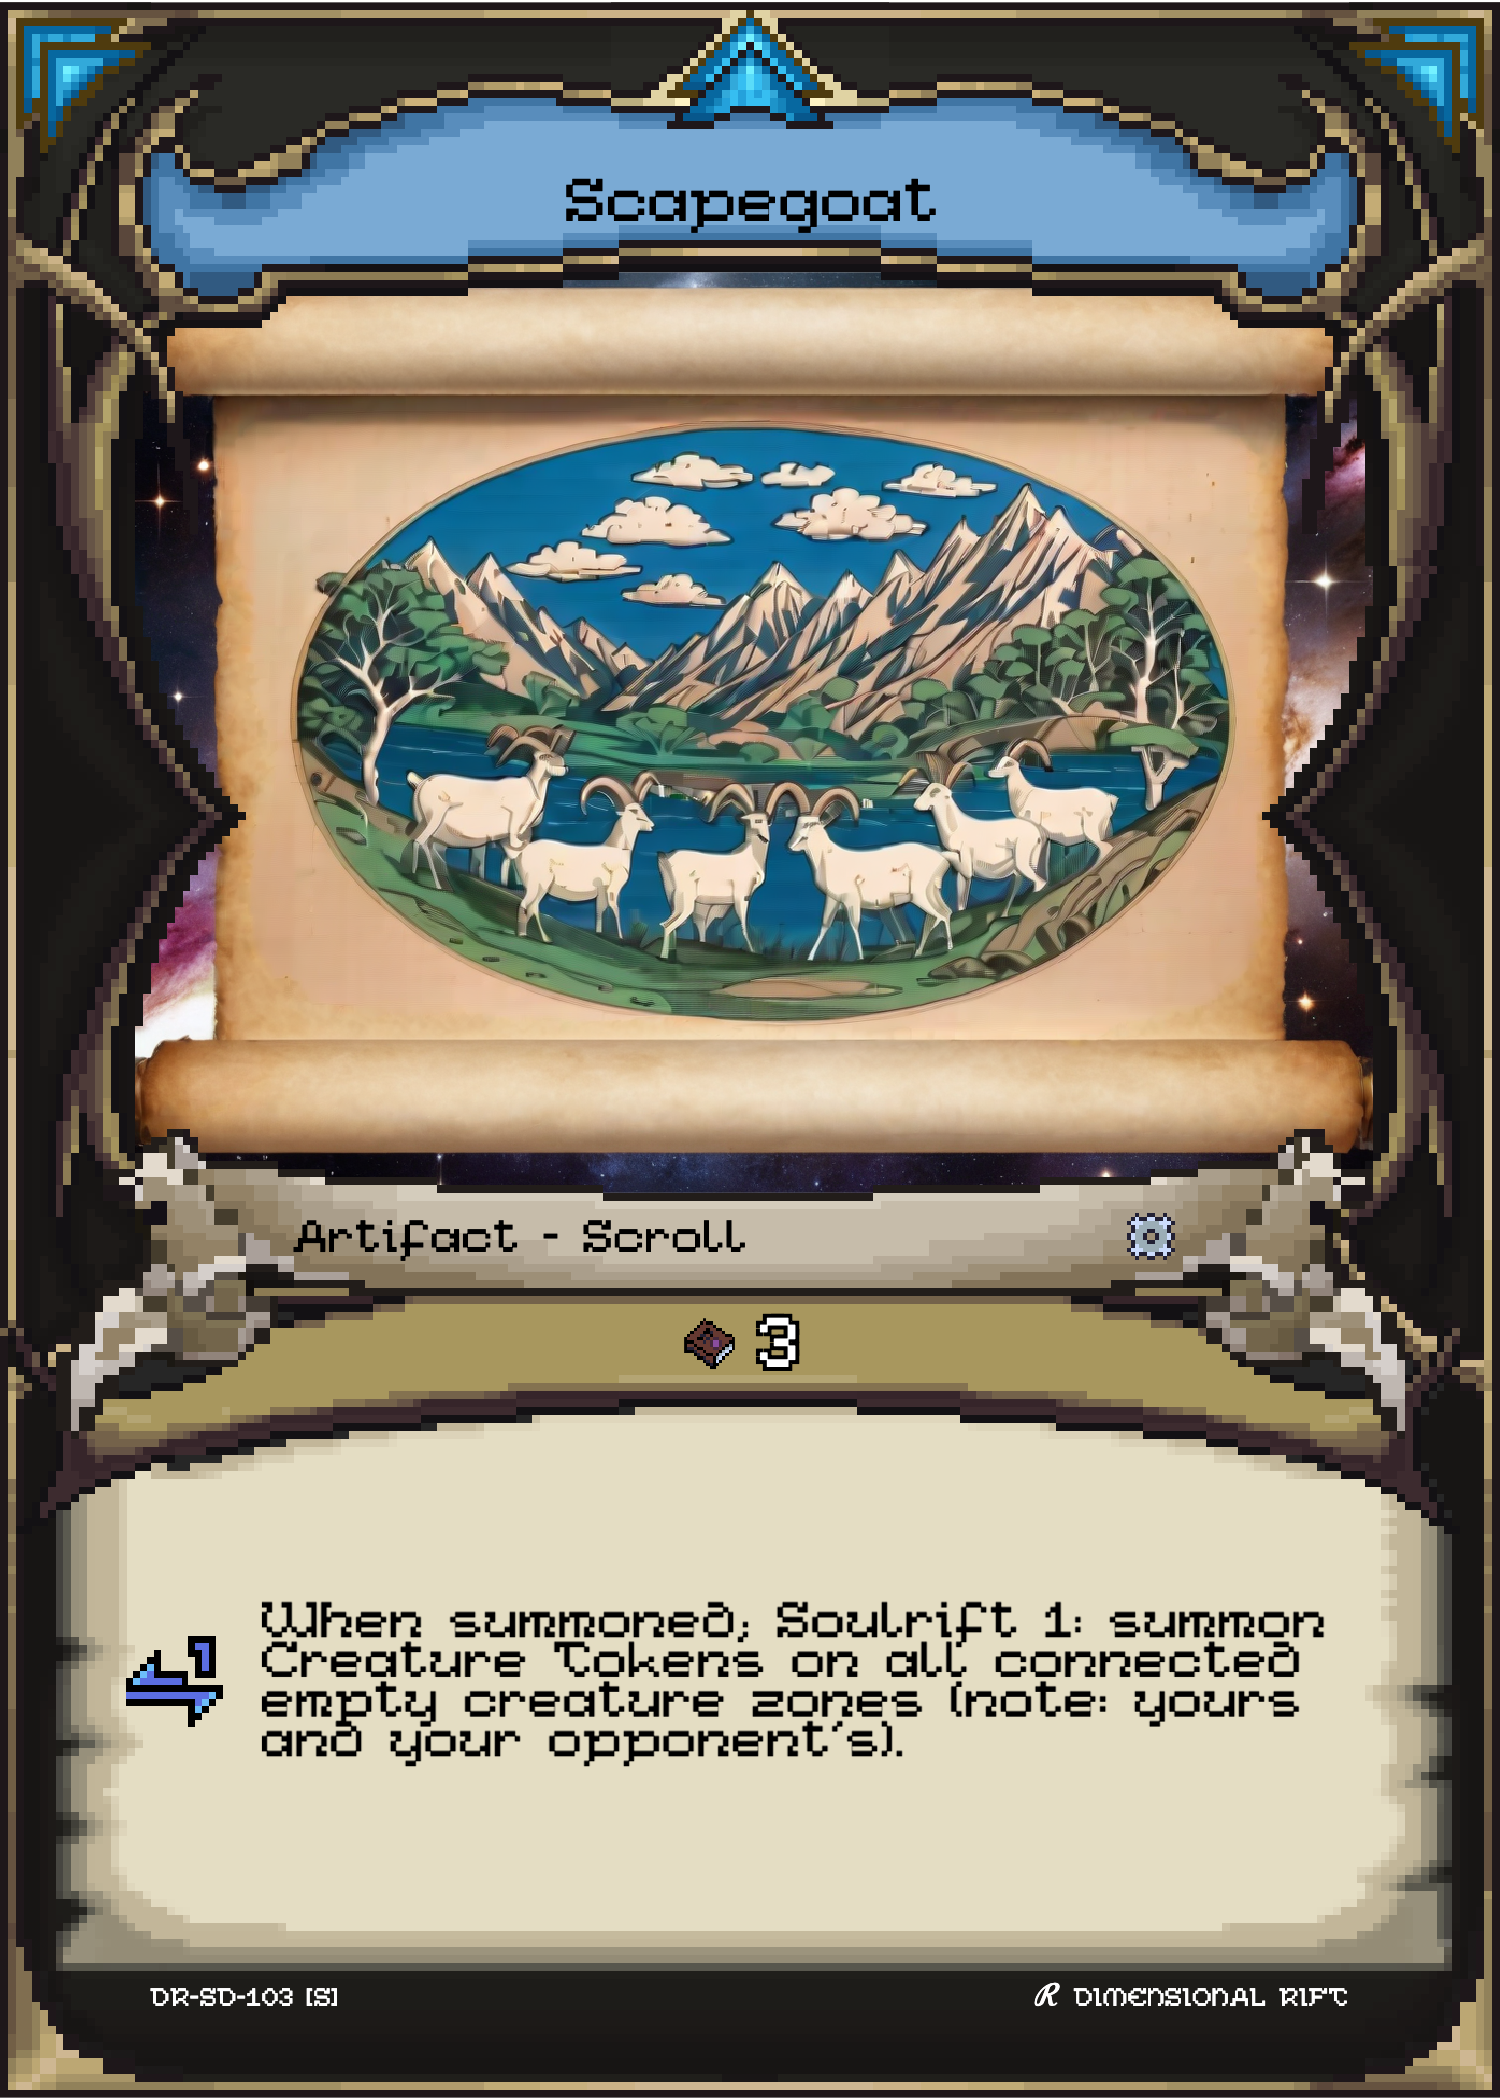 Scapegoat
Artifact - Scroll
3
When summoned; Soulrift 1: summon
1
Creature Tokens on all connected
empty creature zones (note: yours
and your opponent's).
DR-SD-103 [S]
R DIMENSIONAL RIFT